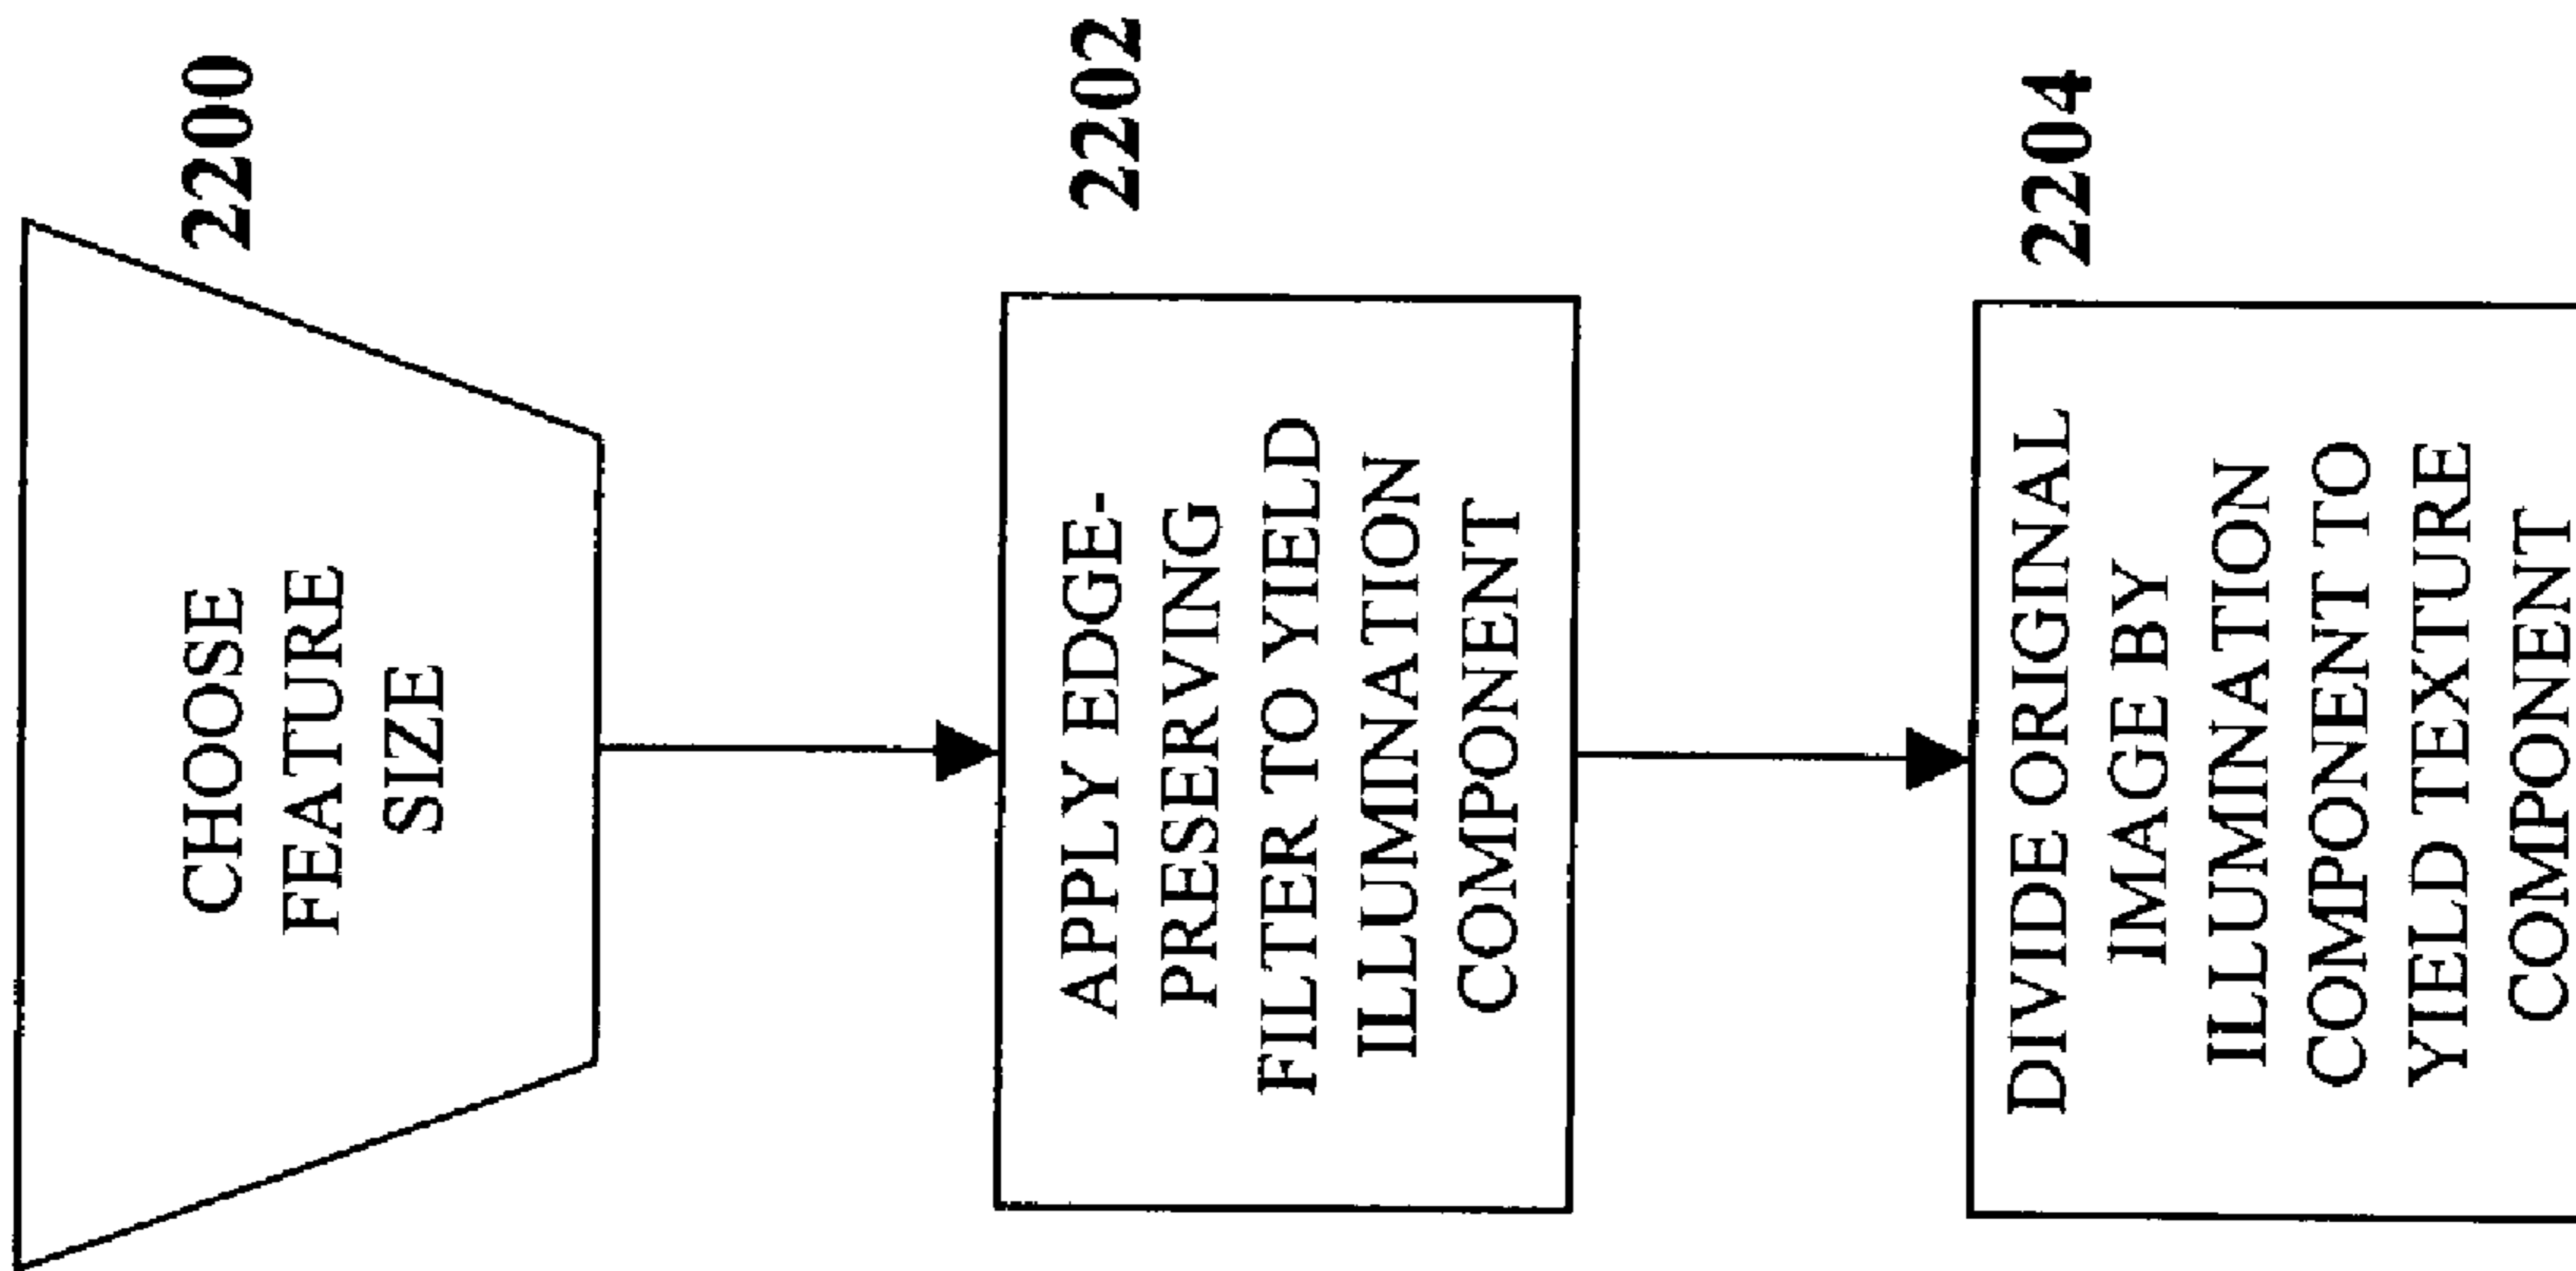 CHOOSE
FEATURE
SIZE
2200
APPLY EDGE-
PRESERVING
FILTER TO YIELD
ILLUMINATION
COMPONENT
2202
DIVIDE ORIGINAL
IMAGE BY
ILLUMINATION
COMPONENT TO
YIELD TEXTURE
COMPONENT
2204